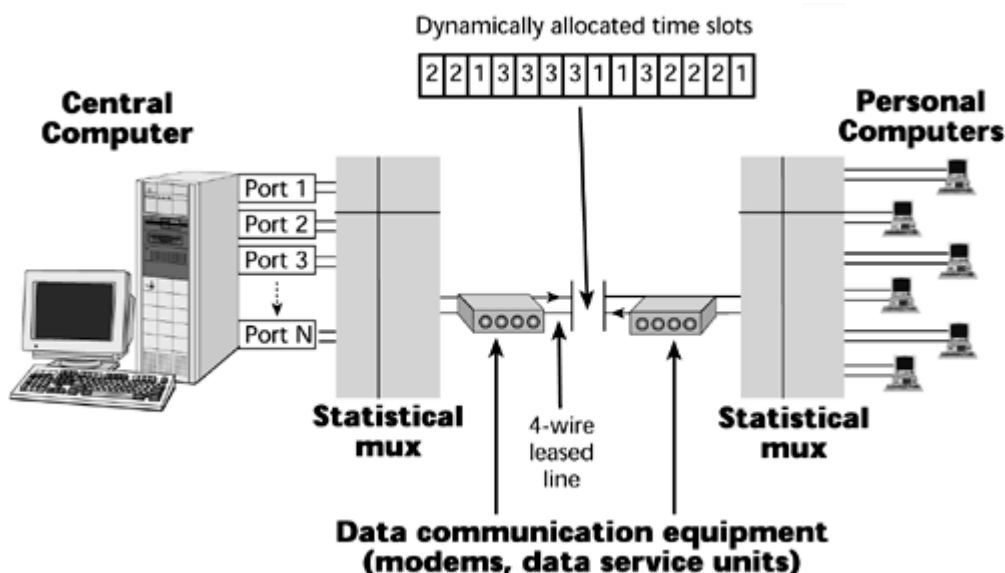 Dynamically allocated time slots
2 2 1 3 3 3 3 1 1 3 2 2 2 1
Central
Computer
Personal
Computers
Port 1
Port 2
Port 3
Port N
Statistical
mux
4-wire
leased
line
Statistical
mux
Data communication equipment
(modems, data service units)